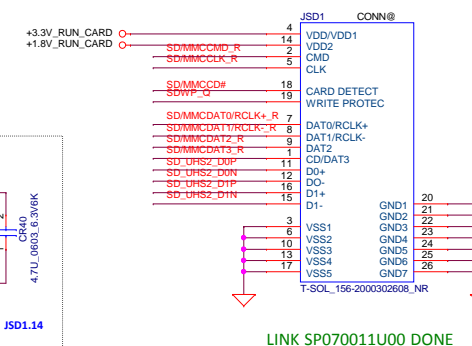 JSD1 CONN@
+3.3V_RUN_CARD 4 VDD/VDD1
+1.8V_RUN_CARD 14 VDD2
SD/MMCCMD_R 2 CMD
SD/MMCCLK_R 5 CLK
SD/MMCCD# 18 CARD DETECT
SDWP_Q 19 WRITE PROTEC
SD/MMCDAT0/RCLK+_R 7 DAT0/RCLK+
SD/MMCDAT1/RCLK-_R 8 DAT1/RCLK-
SD/MMCDAT2_R 9 DAT2
SD/MMCDAT3_R 1 CD/DAT3
SD_UHS2_D0P 11 D0+
SD_UHS2_D0N 12 DO-
SD_UHS2_D1P 16 D1+
SD_UHS2_D1N 15 D1-
GND1 20
GND2 21
3 VSS1 GND3 22
6 VSS2 GND4 23
10 VSS3 GND5 24
13 VSS4 GND6 25
17 VSS5 GND7 26
T-SOL_156-2000302608_NR
2
CR40
4.7U_0603_6.3V6K
JSD1.14
LINK SP070011U00 DONE